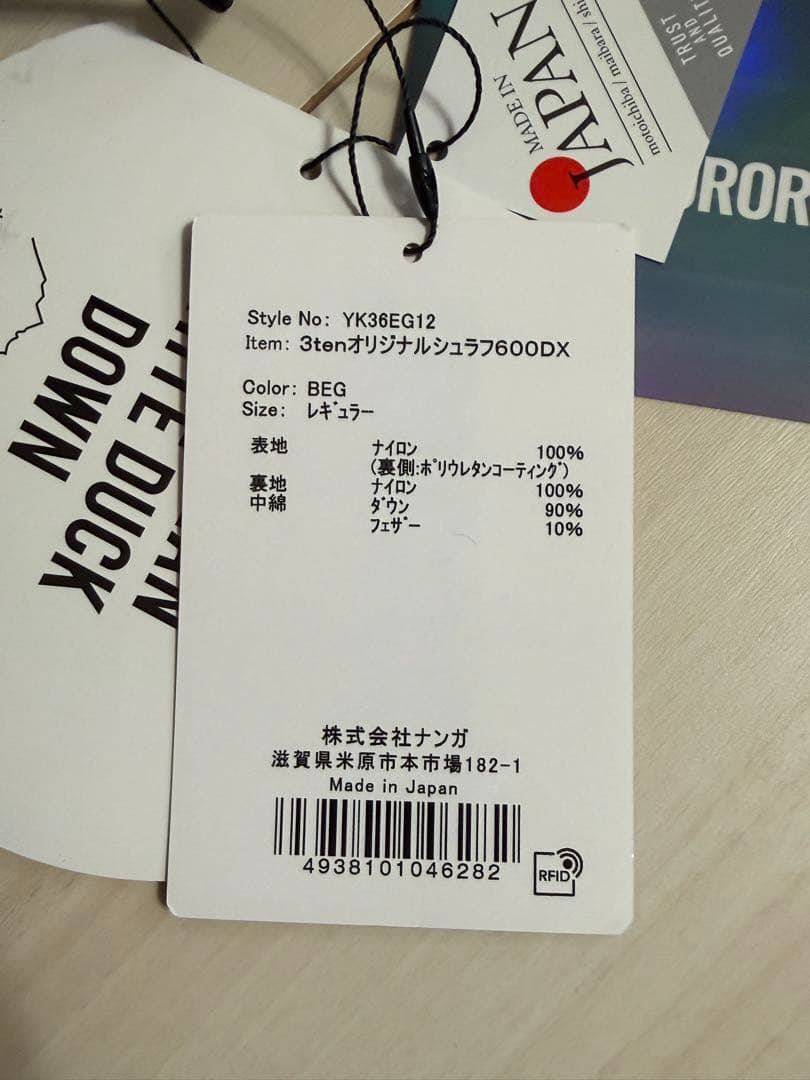 MADE IN
JAPAN
TRUST
AND
DOWN
DUCK
Style No: YK36EG12
Item: 3tenオリジナルシュラフ600DX
Color: BEG
Size: レギュラー
表地 ナイロン 100%
(裏側:ポリウレタンコーティング)
裏地 ナイロン 100%
中綿 ダウン 90%
フェザー 10%
株式会社ナンガ
滋賀県米原市本市場182-1
Made in Japan
4938101046282
RFID